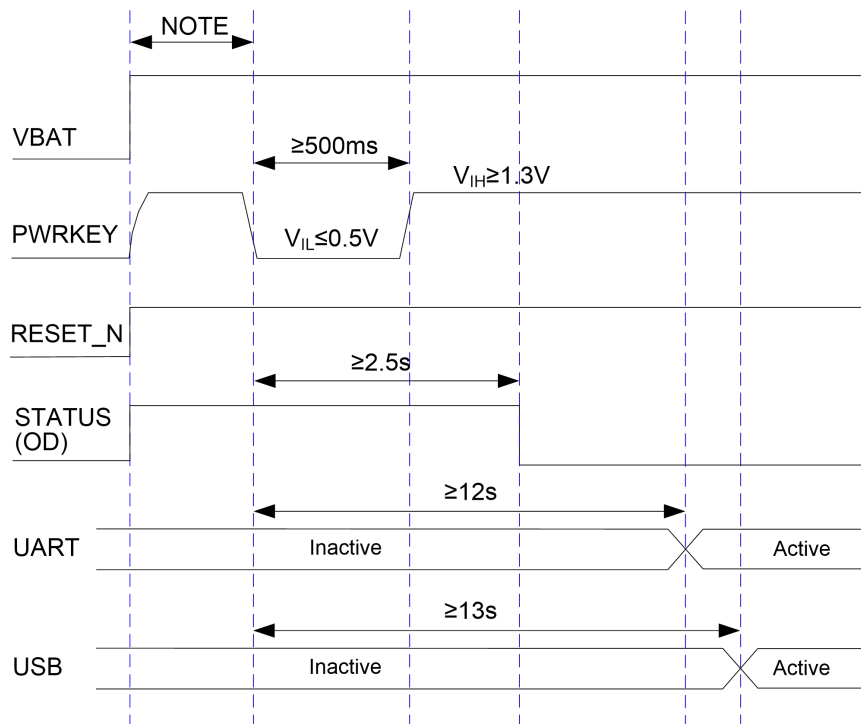 NOTE
VBAT
≥500ms
VIH≥1.3V
PWRKEY
VIL≤0.5V
RESET_N
≥2.5s
STATUS
(OD)
≥12s
UART
Inactive
Active
≥13s
USB
Inactive
Active